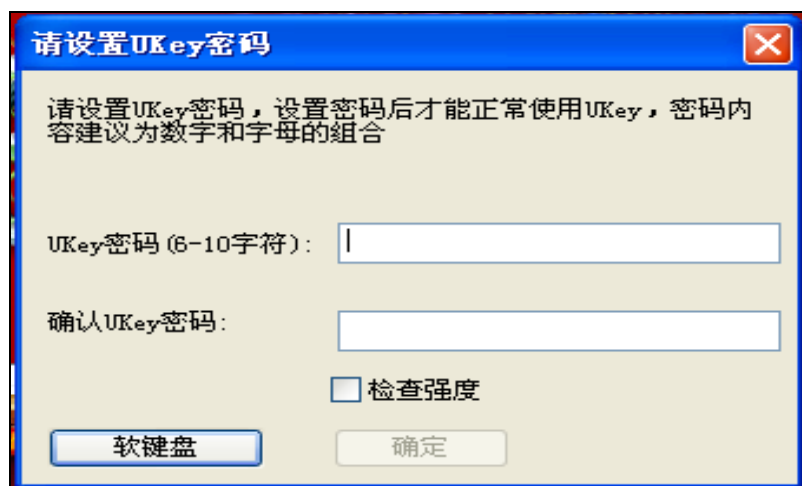 请设置UKey密码
请设置UKey密码，设置密码后才能正常使用UKey，密码内
容建议为数字和字母的组合
UKey密码(6-10字符):
确认UKey密码:
检查强度
软键盘 确定